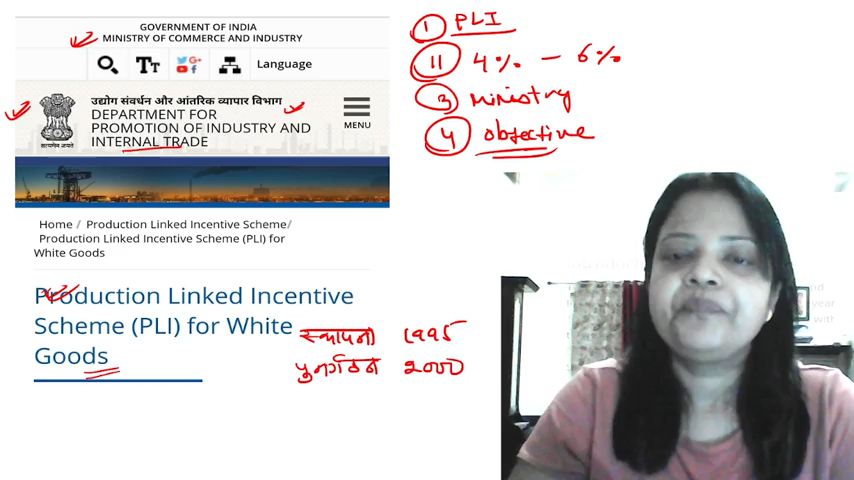 GOVERNMENT OF INDIA
MINISTRY OF COMMERCE AND INDUSTRY
Language
उद्योग संवर्धन और आंतरिक व्यापार विभाग
DEPARTMENT FOR
PROMOTION OF INDUSTRY AND
INTERNAL TRADE
सत्यमेव जयते
MENU
Home / Production Linked Incentive Scheme/
Production Linked Incentive Scheme (PLI) for
White Goods
Production Linked Incentive
Scheme (PLI) for White
Goods
स्थापना 1995
पुनर्गठन 2000
1 PLI
11 4% - 6%
3 Ministry
4 objective
and
year
with